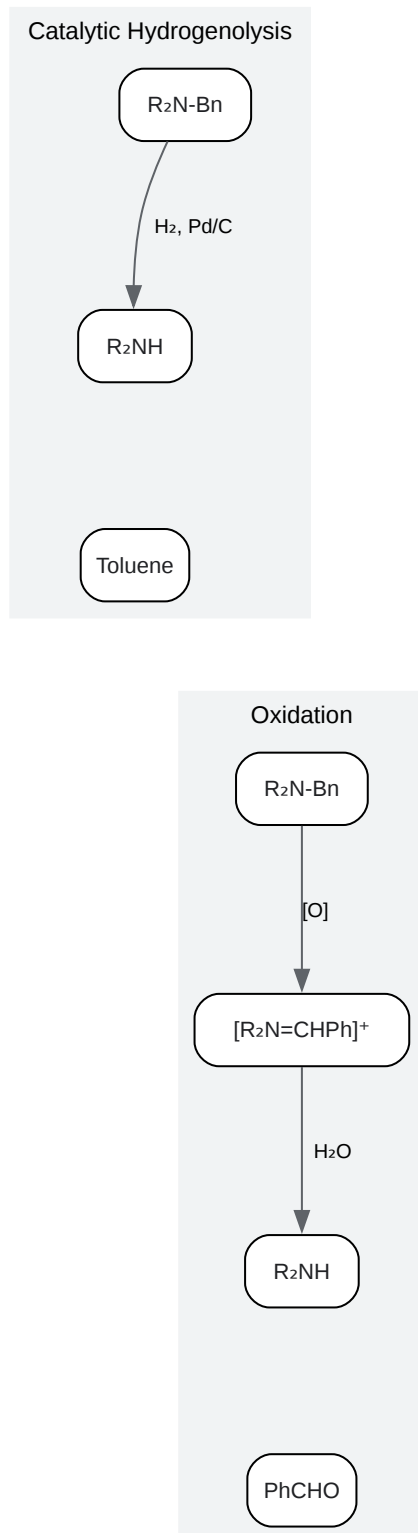 Catalytic Hydrogenolysis
R₂N-Bn
H₂, Pd/C
R₂NH
Toluene
Oxidation
R₂N-Bn
[O]
[R₂N=CHPh]⁺
H₂O
R₂NH
PhCHO